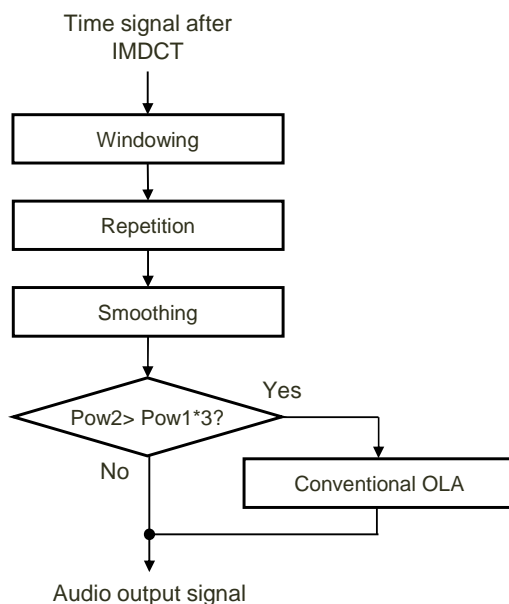 Time signal after
IMDCT
Windowing
Repetition
Smoothing
Pow2> Pow1*3?
Yes
No
Conventional OLA
Audio output signal